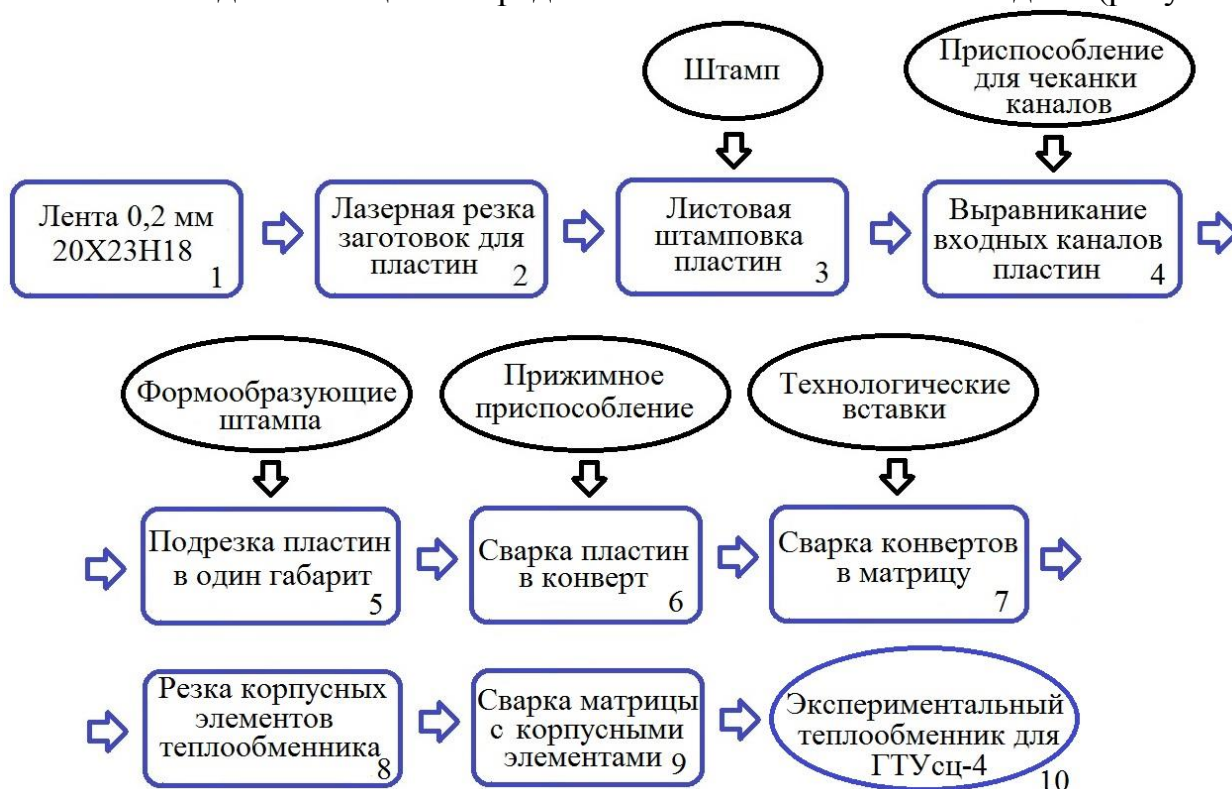 (рису
Штамп
Приспособление
для чеканки
каналов
Лента 0,2 мм
20Х23Н18
1
Лазерная резка
заготовок для
пластин
2
Листовая
штамповка
пластин
3
Выравникание
входных каналов
пластин
4
Формообразующие
штампа
Прижимное
приспособление
Технологические
вставки
Подрезка пластин
в один габарит
5
Сварка пластин
в конверт
6
Сварка конвертов
в матрицу
7
Резка корпусных
элементов
теплообменника
8
Сварка матрицы
с корпусными
элементами
9
Экспериментальный
теплообменник для
ГТУсц-4
10